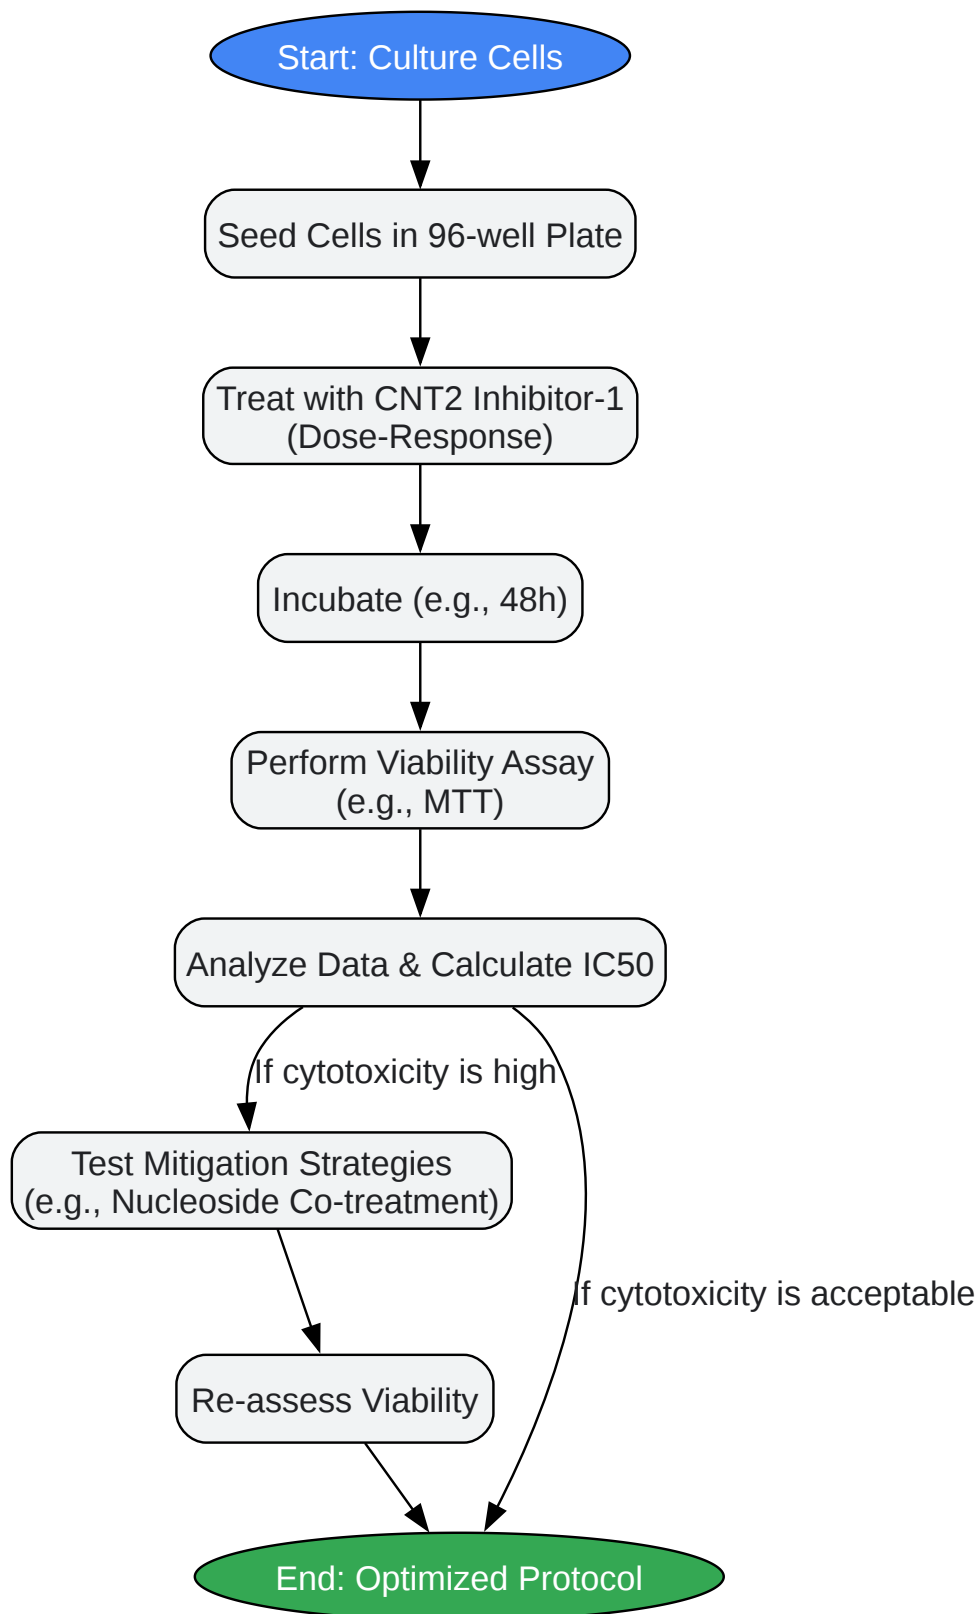 Start: Culture Cells
Seed Cells in 96-well Plate
Treat with CNT2 Inhibitor-1
(Dose-Response)
Incubate (e.g., 48h)
Perform Viability Assay
(e.g., MTT)
Analyze Data & Calculate IC50
If cytotoxicity is high
Test Mitigation Strategies
(e.g., Nucleoside Co-treatment)
If cytotoxicity is acceptable
Re-assess Viability
End: Optimized Protocol